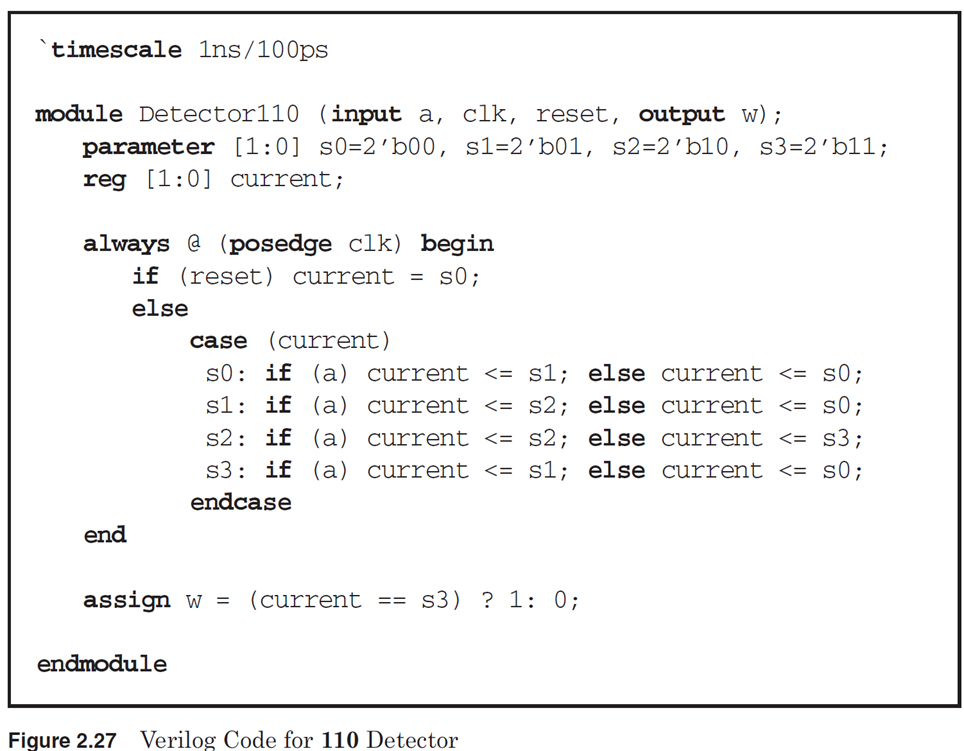 `timescale 1ns/100ps
module Detector110 (input a, clk, reset, output w);
parameter [1:0] s0=2’b00, s1=2’b01, s2=2’b10, s3=2’b11;
reg [1:0] current;
always @ (posedge clk) begin
if (reset) current = s0;
else
case (current)
s0: if (a) current <= s1; else current <= s0;
s1: if (a) current <= s2; else current <= s0;
s2: if (a) current <= s2; else current <= s3;
s3: if (a) current <= s1; else current <= s0;
endcase
end
assign w = (current == s3) ? 1: 0;
endmodule
Figure 2.27 Verilog Code for 110 Detector